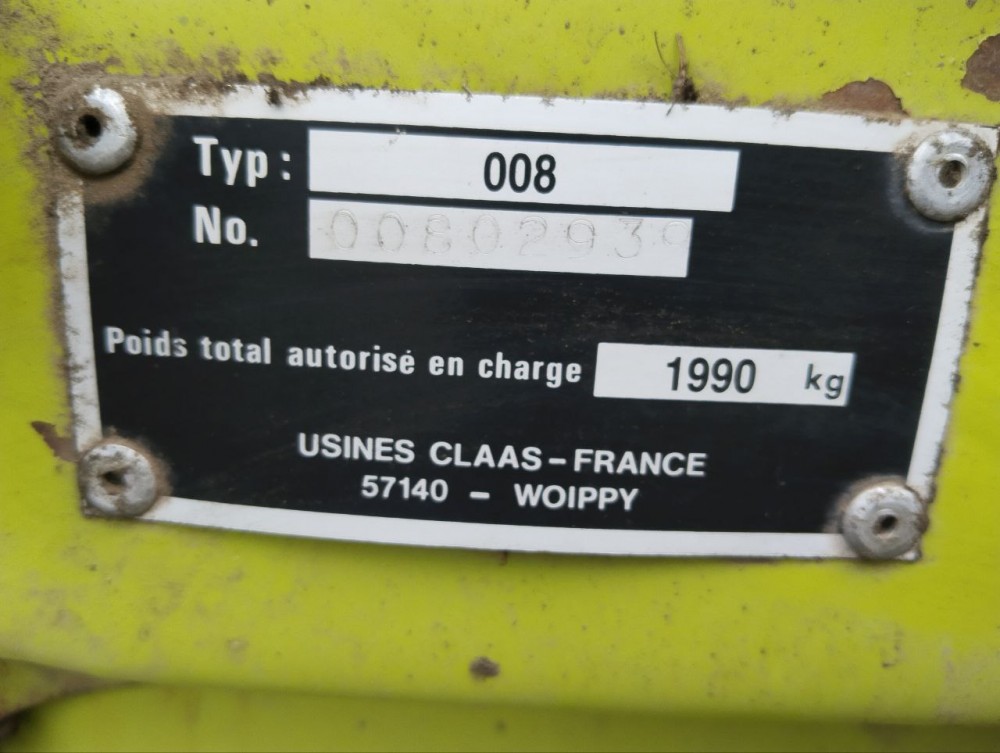 Typ : 008
No.
Poids total autorisé en charge 1990 kg
USINES CLAAS - FRANCE
57140 - WOIPPY